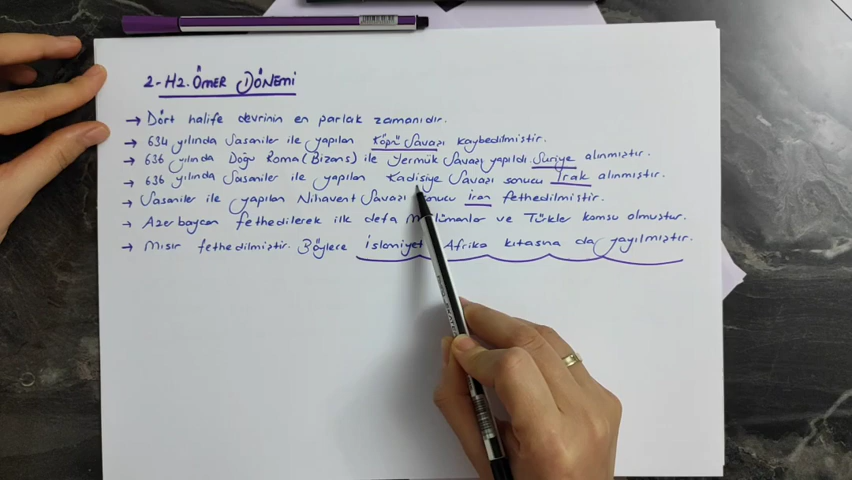 2- Hz. ÖMER DÖNEMİ
→ Dört halife devrinin en parlak zamanıdır.
→ 634 yılında Sasaniler ile yapılan Köprü Savaşı kaybedilmiştir.
→ 636 yılında Doğu Roma (Bizans) ile Yermük Savaşı yapıldı. Suriye alınmıştır.
→ 636 yılında Sasaniler ile yapılan Kadisiye Savaşı sonucu Irak alınmıştır.
→ Sasaniler ile yapılan Nihavent Savaşı sonucu İran fethedilmiştir.
→ Azerbaycan fethedilerek ilk defa Müslümanlar ve Türkler komşu olmuştur.
→ Mısır fethedilmiştir. Böylece İslamiyet Afrika kıtasına da yayılmıştır.